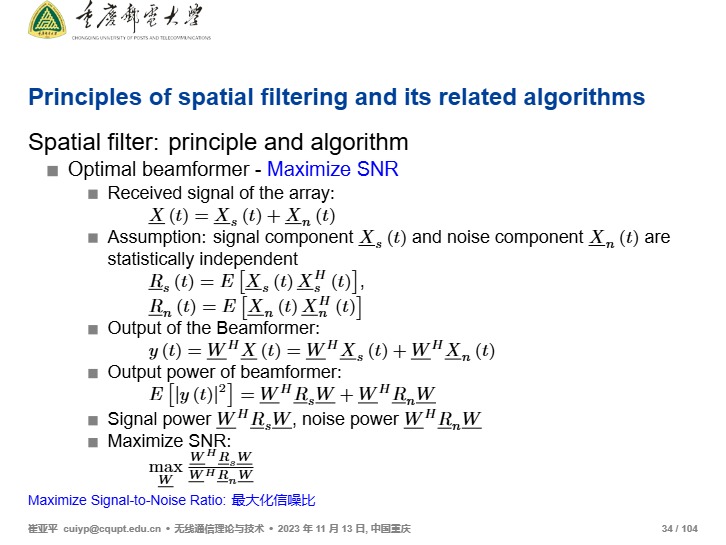 重慶郵電大學
CHONGQING UNIVERSITY OF POSTS AND TELECOMMUNICATIONS
Principles of spatial filtering and its related algorithms
Spatial filter: principle and algorithm
■ Optimal beamformer - Maximize SNR
■ Received signal of the array:
X (t) = X_s (t) + X_n (t)
■ Assumption: signal component X_s (t) and noise component X_n (t) are
statistically independent
R_s (t) = E [X_s (t) X_s^H (t)],
R_n (t) = E [X_n (t) X_n^H (t)]
■ Output of the Beamformer:
y (t) = W^H X (t) = W^H X_s (t) + W^H X_n (t)
■ Output power of beamformer:
E [|y (t)|^2] = W^H R_s W + W^H R_n W
■ Signal power W^H R_s W, noise power W^H R_n W
■ Maximize SNR:
max_W (W^H R_s W)/(W^H R_n W)
Maximize Signal-to-Noise Ratio: 最大化信噪比
崔亚平 cuiyp@cqupt.edu.cn • 无线通信理论与技术 • 2023 年 11 月 13 日, 中国重庆 34 / 104